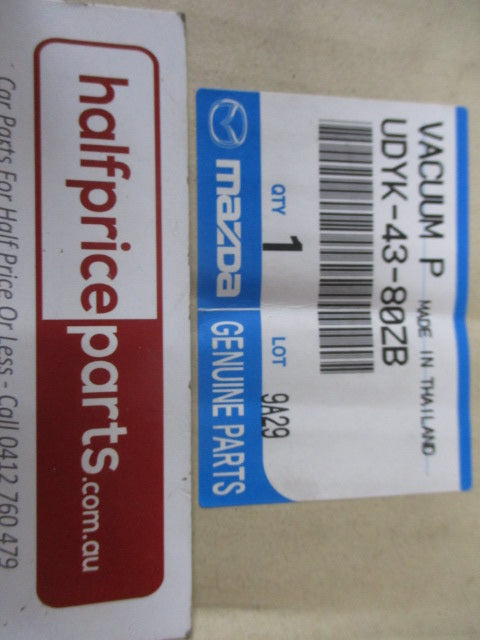 VACUUM P MADE IN THAILAND
UDYK-43-80ZB
QTY 1 LOT 9A29
mazda GENUINE PARTS
halfpriceparts.com.au
Car Parts For Half Price Or Less - Call 0412 760 479